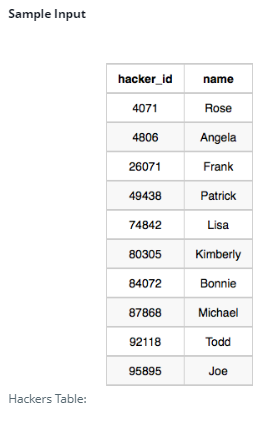 Sample Input
hacker_id name
4071 Rose
4806 Angela
26071 Frank
49438 Patrick
74842 Lisa
80305 Kimberly
84072 Bonnie
87868 Michael
92118 Todd
95895 Joe
Hackers Table: